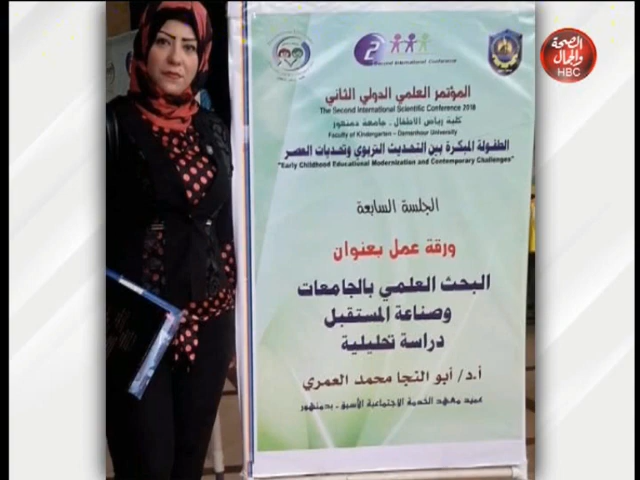 Second International Conference
الصحة
والجمال
HBC
المؤتمر العلمي الدولي الثاني
The Second International Scientific Conference 2018
كلية رياض الأطفال - جامعة دمنهور
Faculty of Kindergarten - Damanhour University
الطفولة المبكرة بين التحديث التربوي وتحديات العصر
"Early Childhood Educational Modernization and Contemporary Challenges"
الجلسة السابعة
ورقة عمل بعنوان
البحث العلمي بالجامعات
وصناعة المستقبل
دراسة تحليلية
أ.د/ أبو النجا محمد العمري
عميد معهد الخدمة الاجتماعية الأسبق - بدمنهور